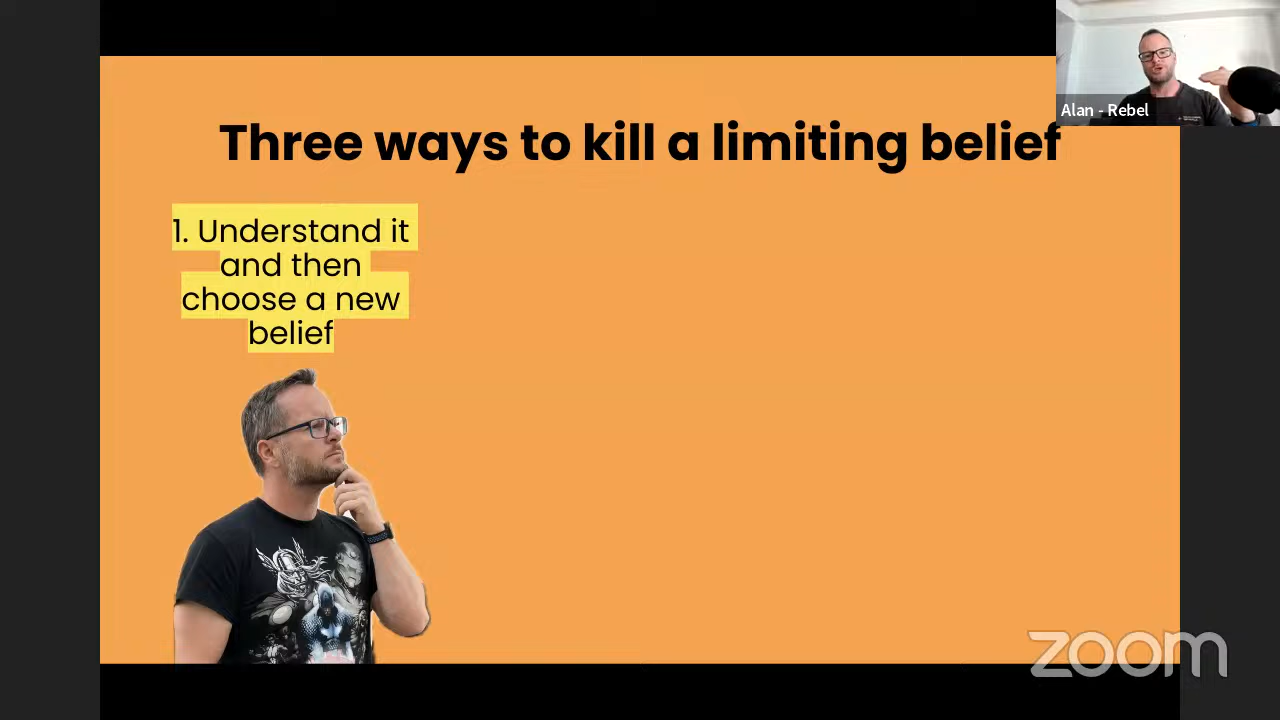 Alan - Rebel
Three ways to kill a limiting belief
1. Understand it
and then
choose a new
belief
zoom